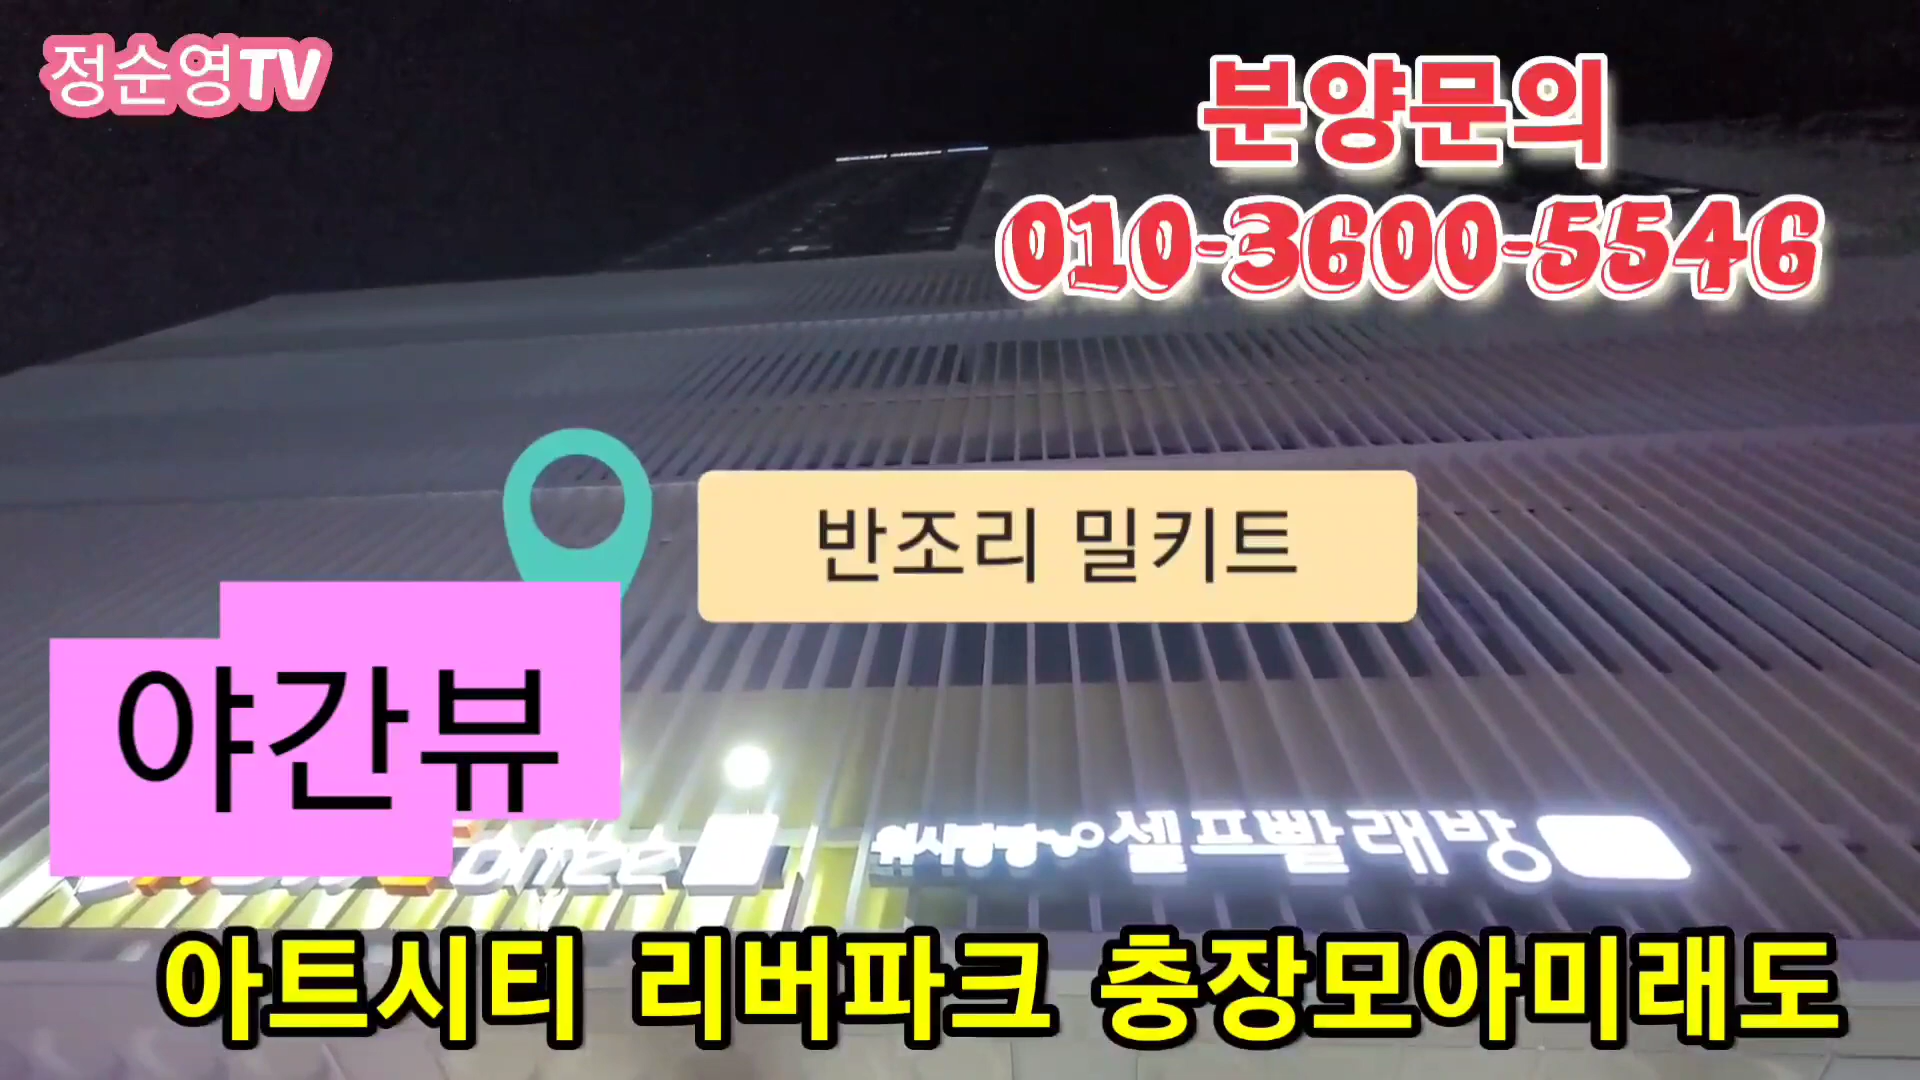 정순영TV
분양문의
010-3600-5546
반조리 밀키트
야간뷰
셀프빨래방
아트시티 리버파크 충장모아미래도